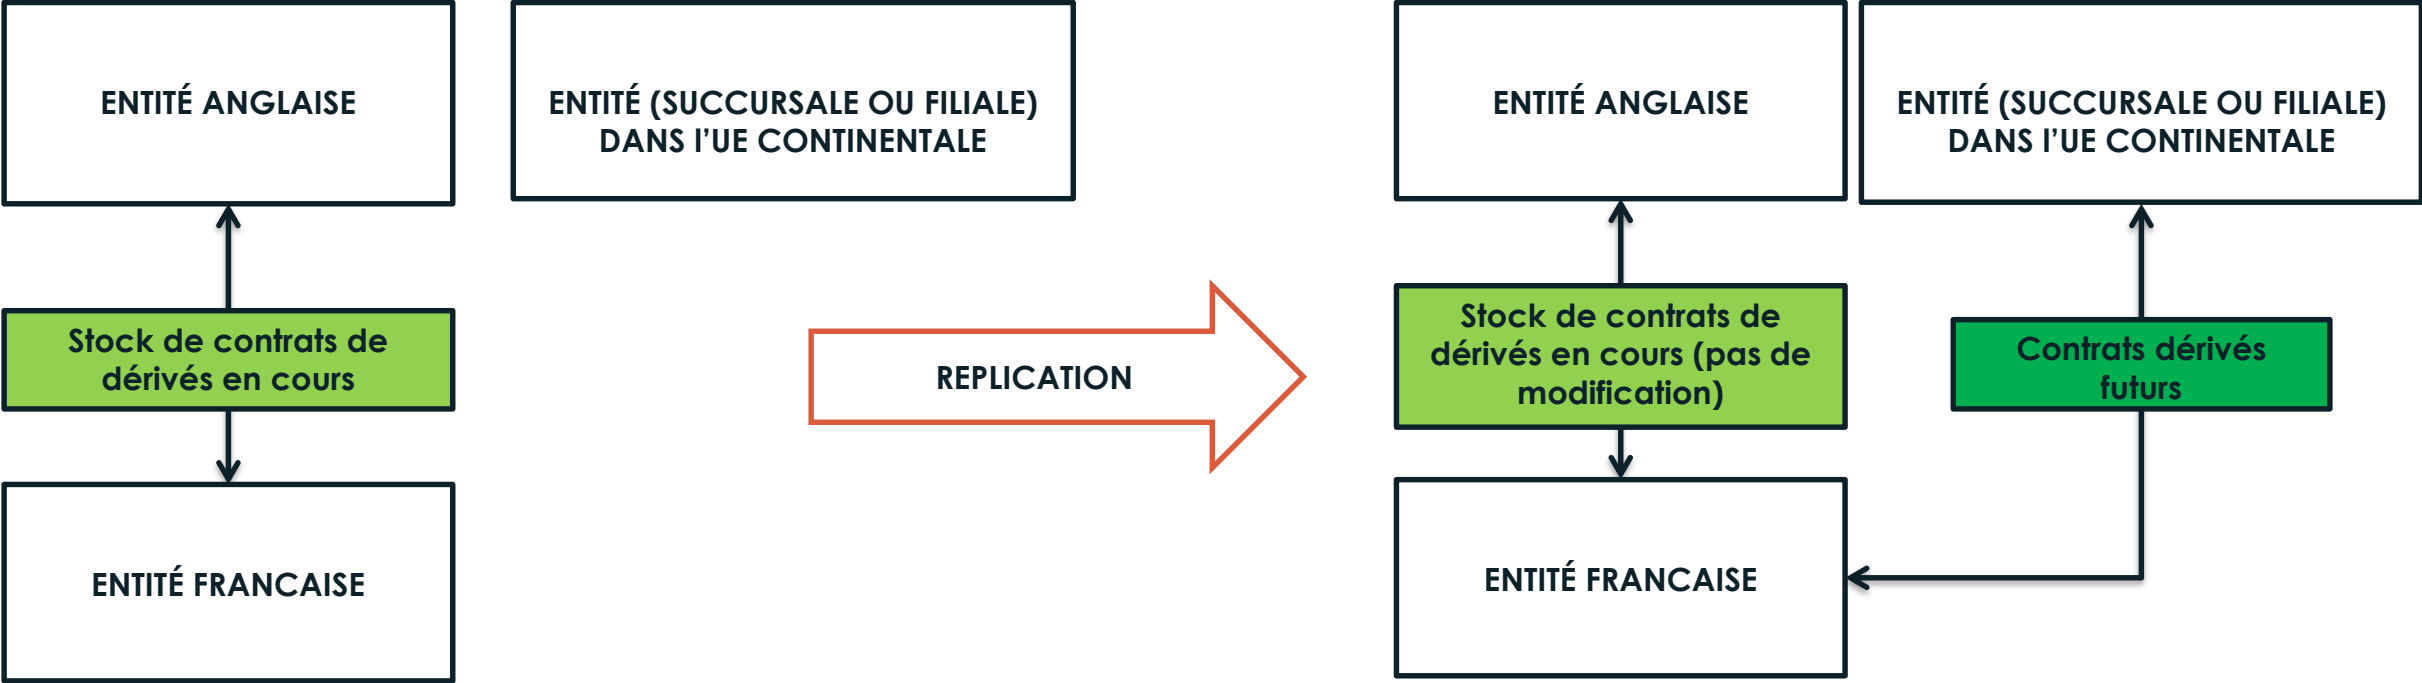 ENTITÉ ANGLAISE
ENTITÉ (SUCCURSALE OU FILIALE)
DANS l'UE CONTINENTALE
Stock de contrats de
dérivés en cours
ENTITÉ FRANCAISE
REPLICATION
ENTITÉ ANGLAISE
ENTITÉ (SUCCURSALE OU FILIALE)
DANS l'UE CONTINENTALE
Stock de contrats de
dérivés en cours (pas de
modification)
Contrats dérivés
futurs
ENTITÉ FRANCAISE